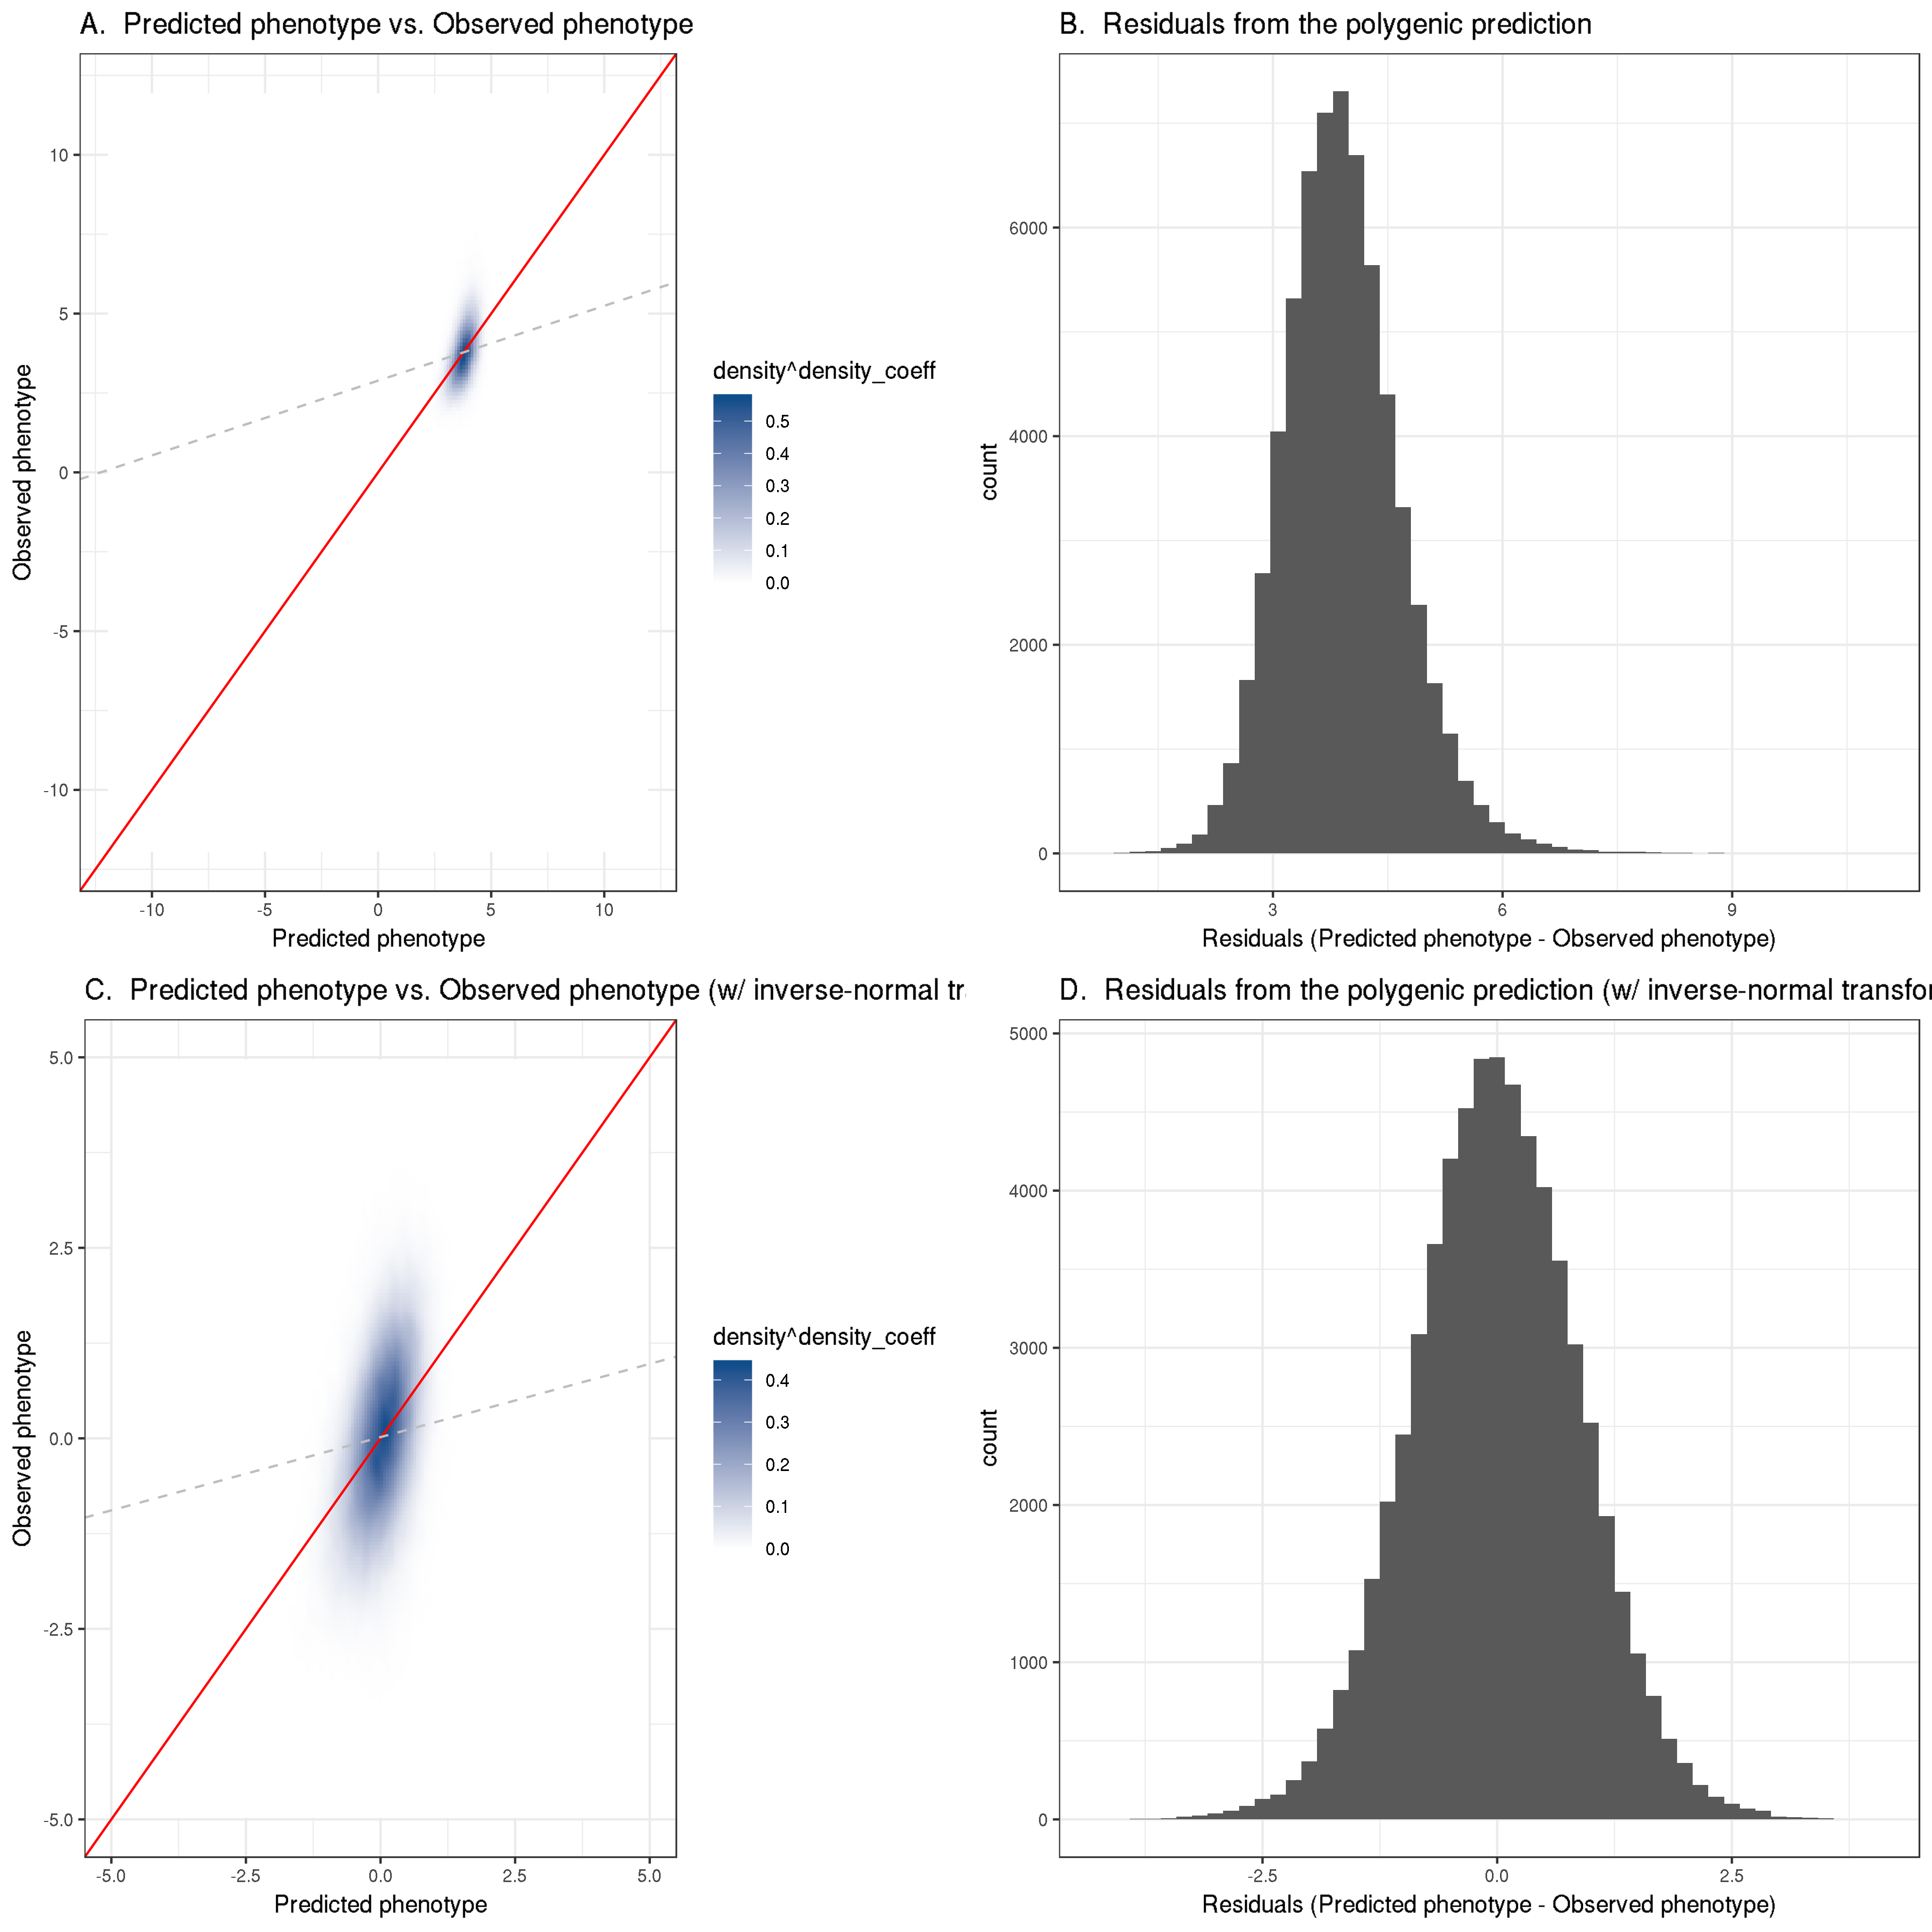 A. Predicted phenotype vs. Observed phenotype
10
5
0
-5
-10
Observed phenotype
-10 -5 0 5 10
Predicted phenotype
density^density_coeff
0.5
0.4
0.3
0.2
0.1
0.0
B. Residuals from the polygenic prediction
6000
4000
2000
0
count
3 6 9
Residuals (Predicted phenotype - Observed phenotype)
C. Predicted phenotype vs. Observed phenotype (w/ inverse-normal tr
5.0
2.5
0.0
-2.5
-5.0
Observed phenotype
-5.0 -2.5 0.0 2.5 5.0
Predicted phenotype
density^density_coeff
0.4
0.3
0.2
0.1
0.0
D. Residuals from the polygenic prediction (w/ inverse-normal transfor
5000
4000
3000
2000
1000
0
count
-2.5 0.0 2.5
Residuals (Predicted phenotype - Observed phenotype)